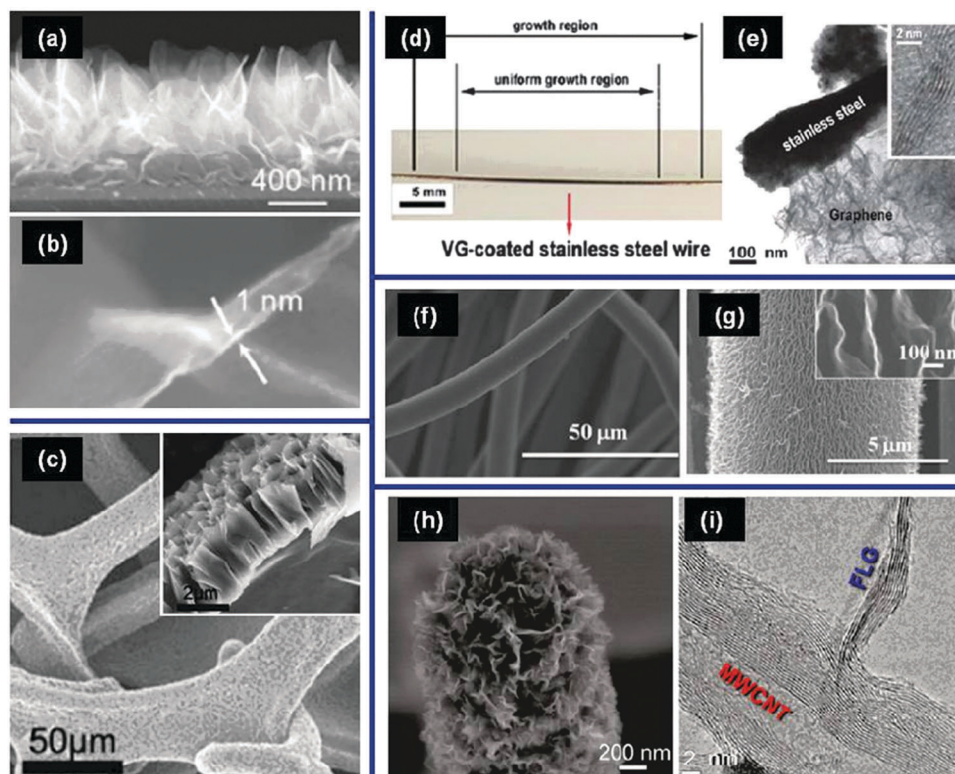 (a)
400 nm
(b)
1 nm
(c)
2μm
50μm
(d)
growth region
uniform growth region
5 mm
VG-coated stainless steel wire
(e)
2 nm
stainless steel
Graphene
100 nm
(f)
50 μm
(g)
100 nm
5 μm
(h)
200 nm
(i)
FLG
MWCNT
2 nm